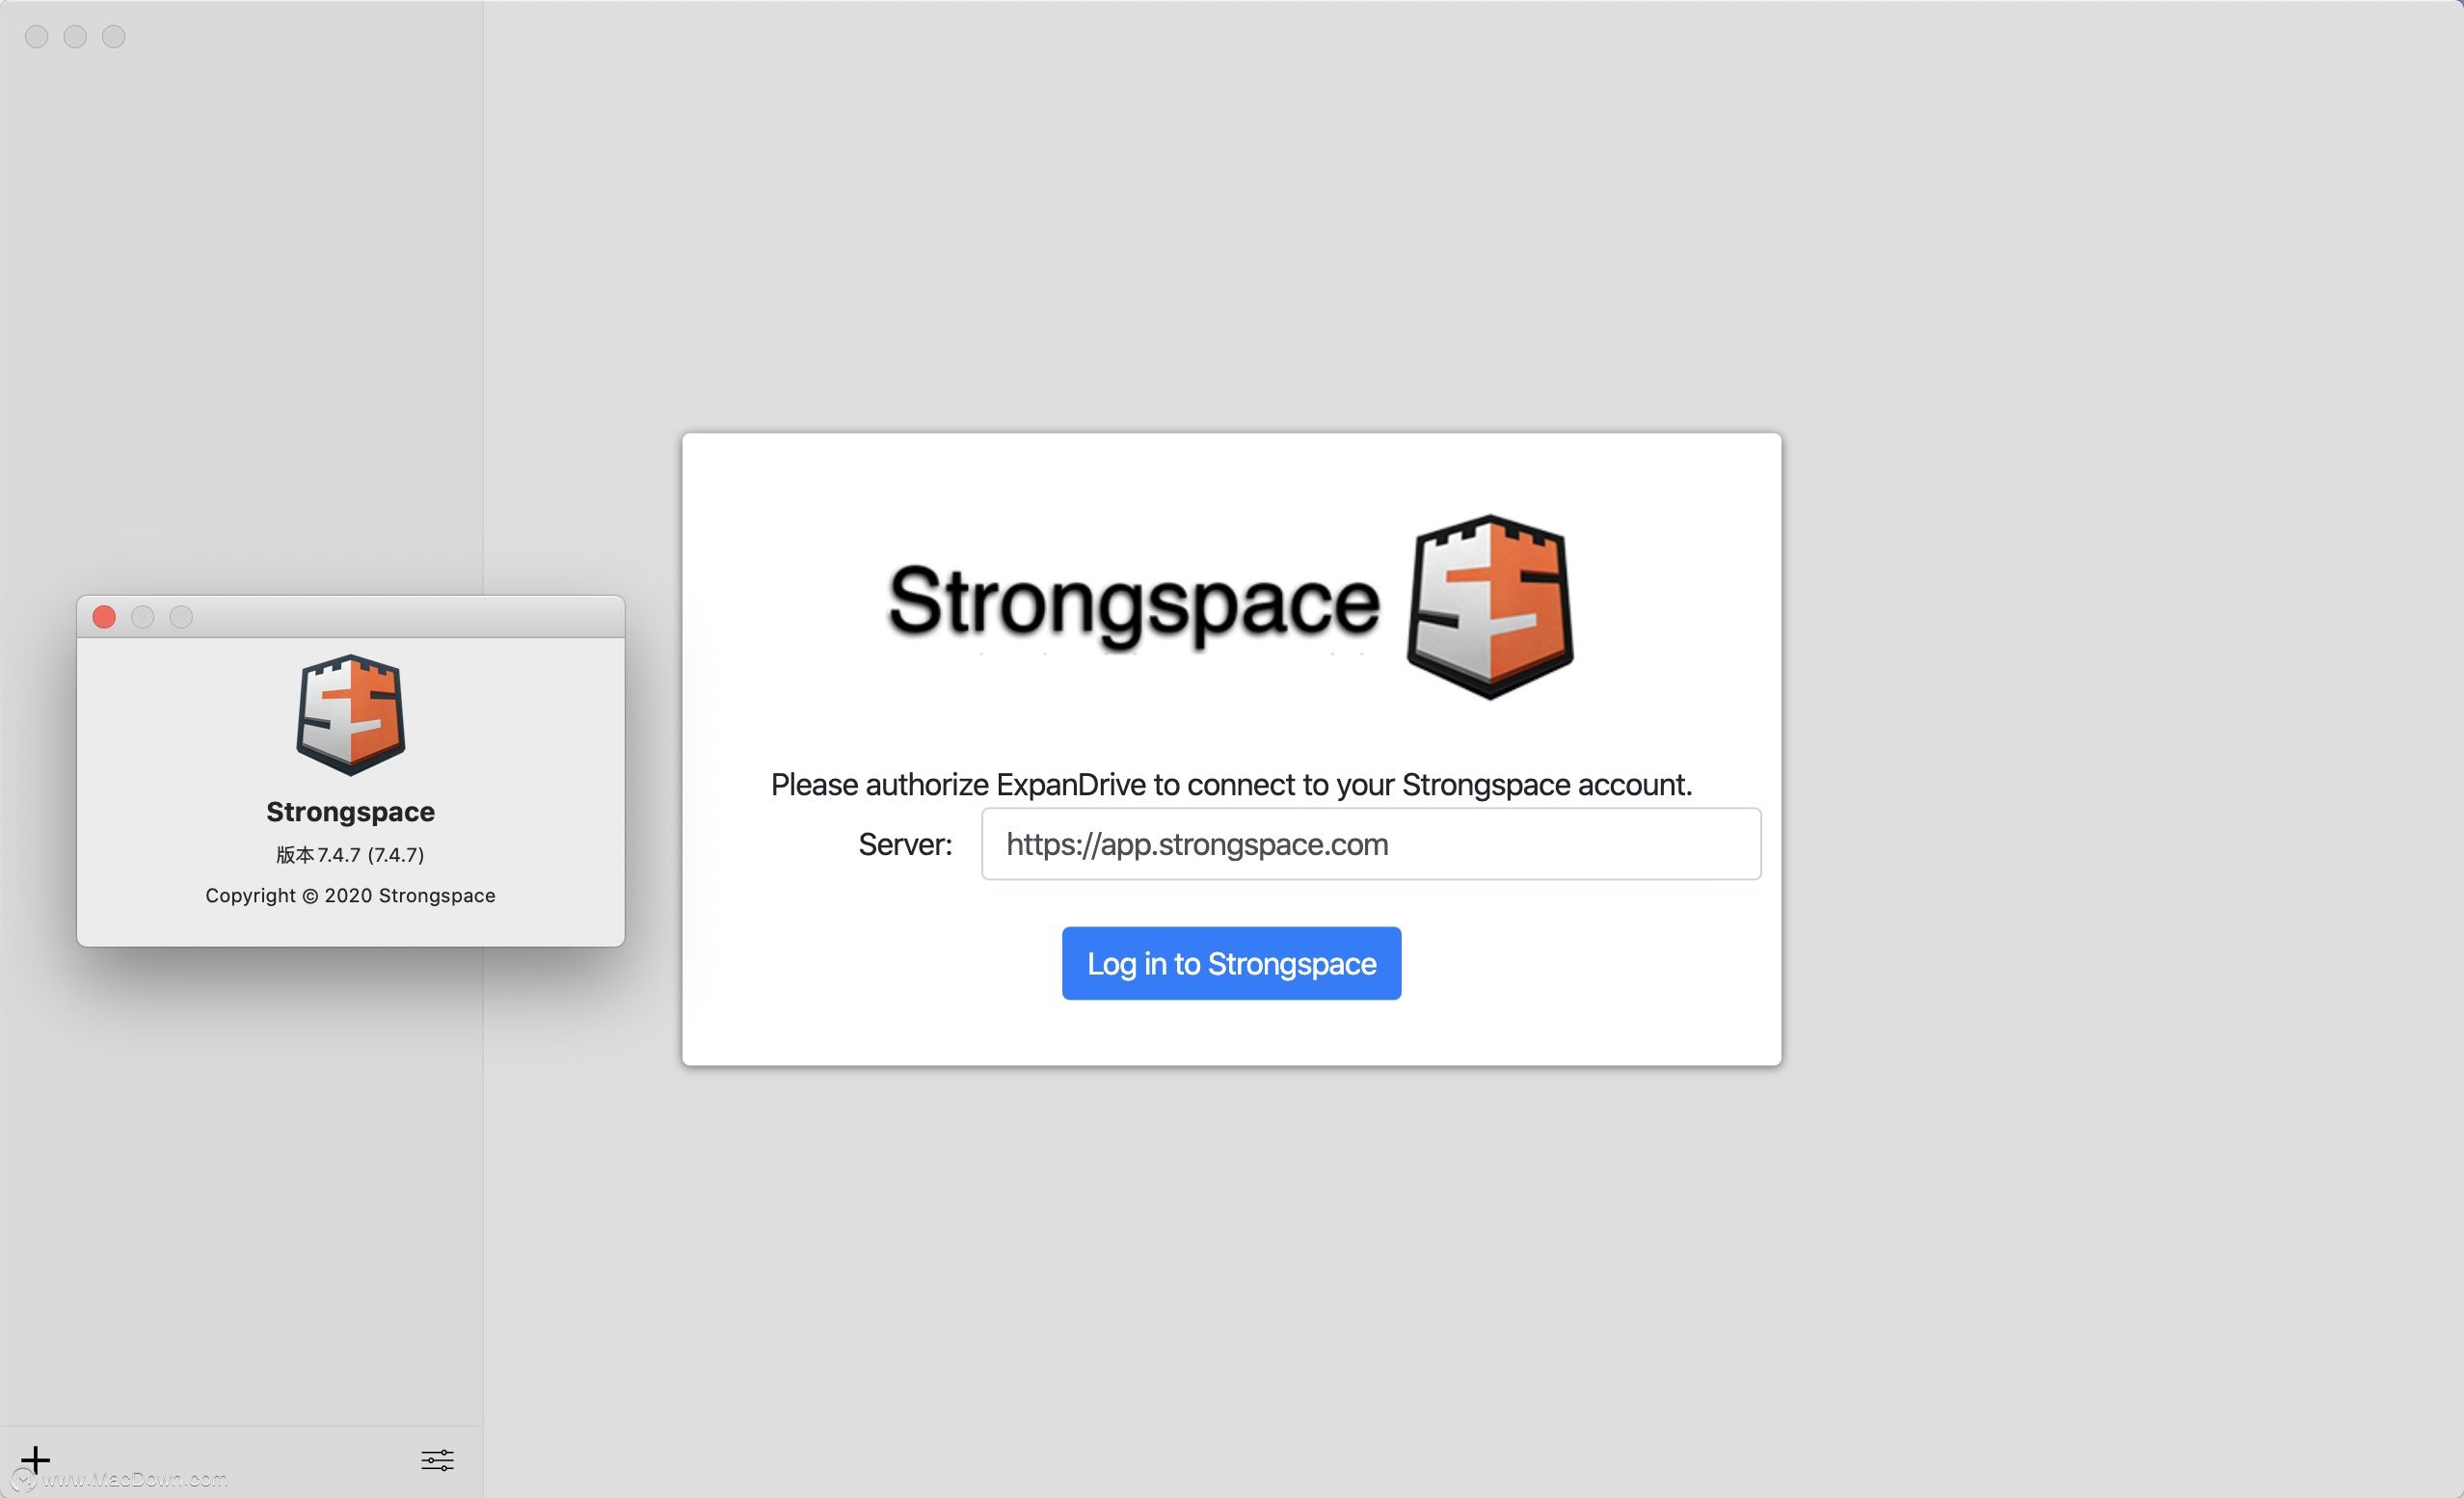 Strongspace
Please authorize ExpanDrive to connect to your Strongspace account.
Server: https://app.strongspace.com
Log in to Strongspace
Strongspace
版本 7.4.7 (7.4.7)
Copyright © 2020 Strongspace
www.MacDown.com